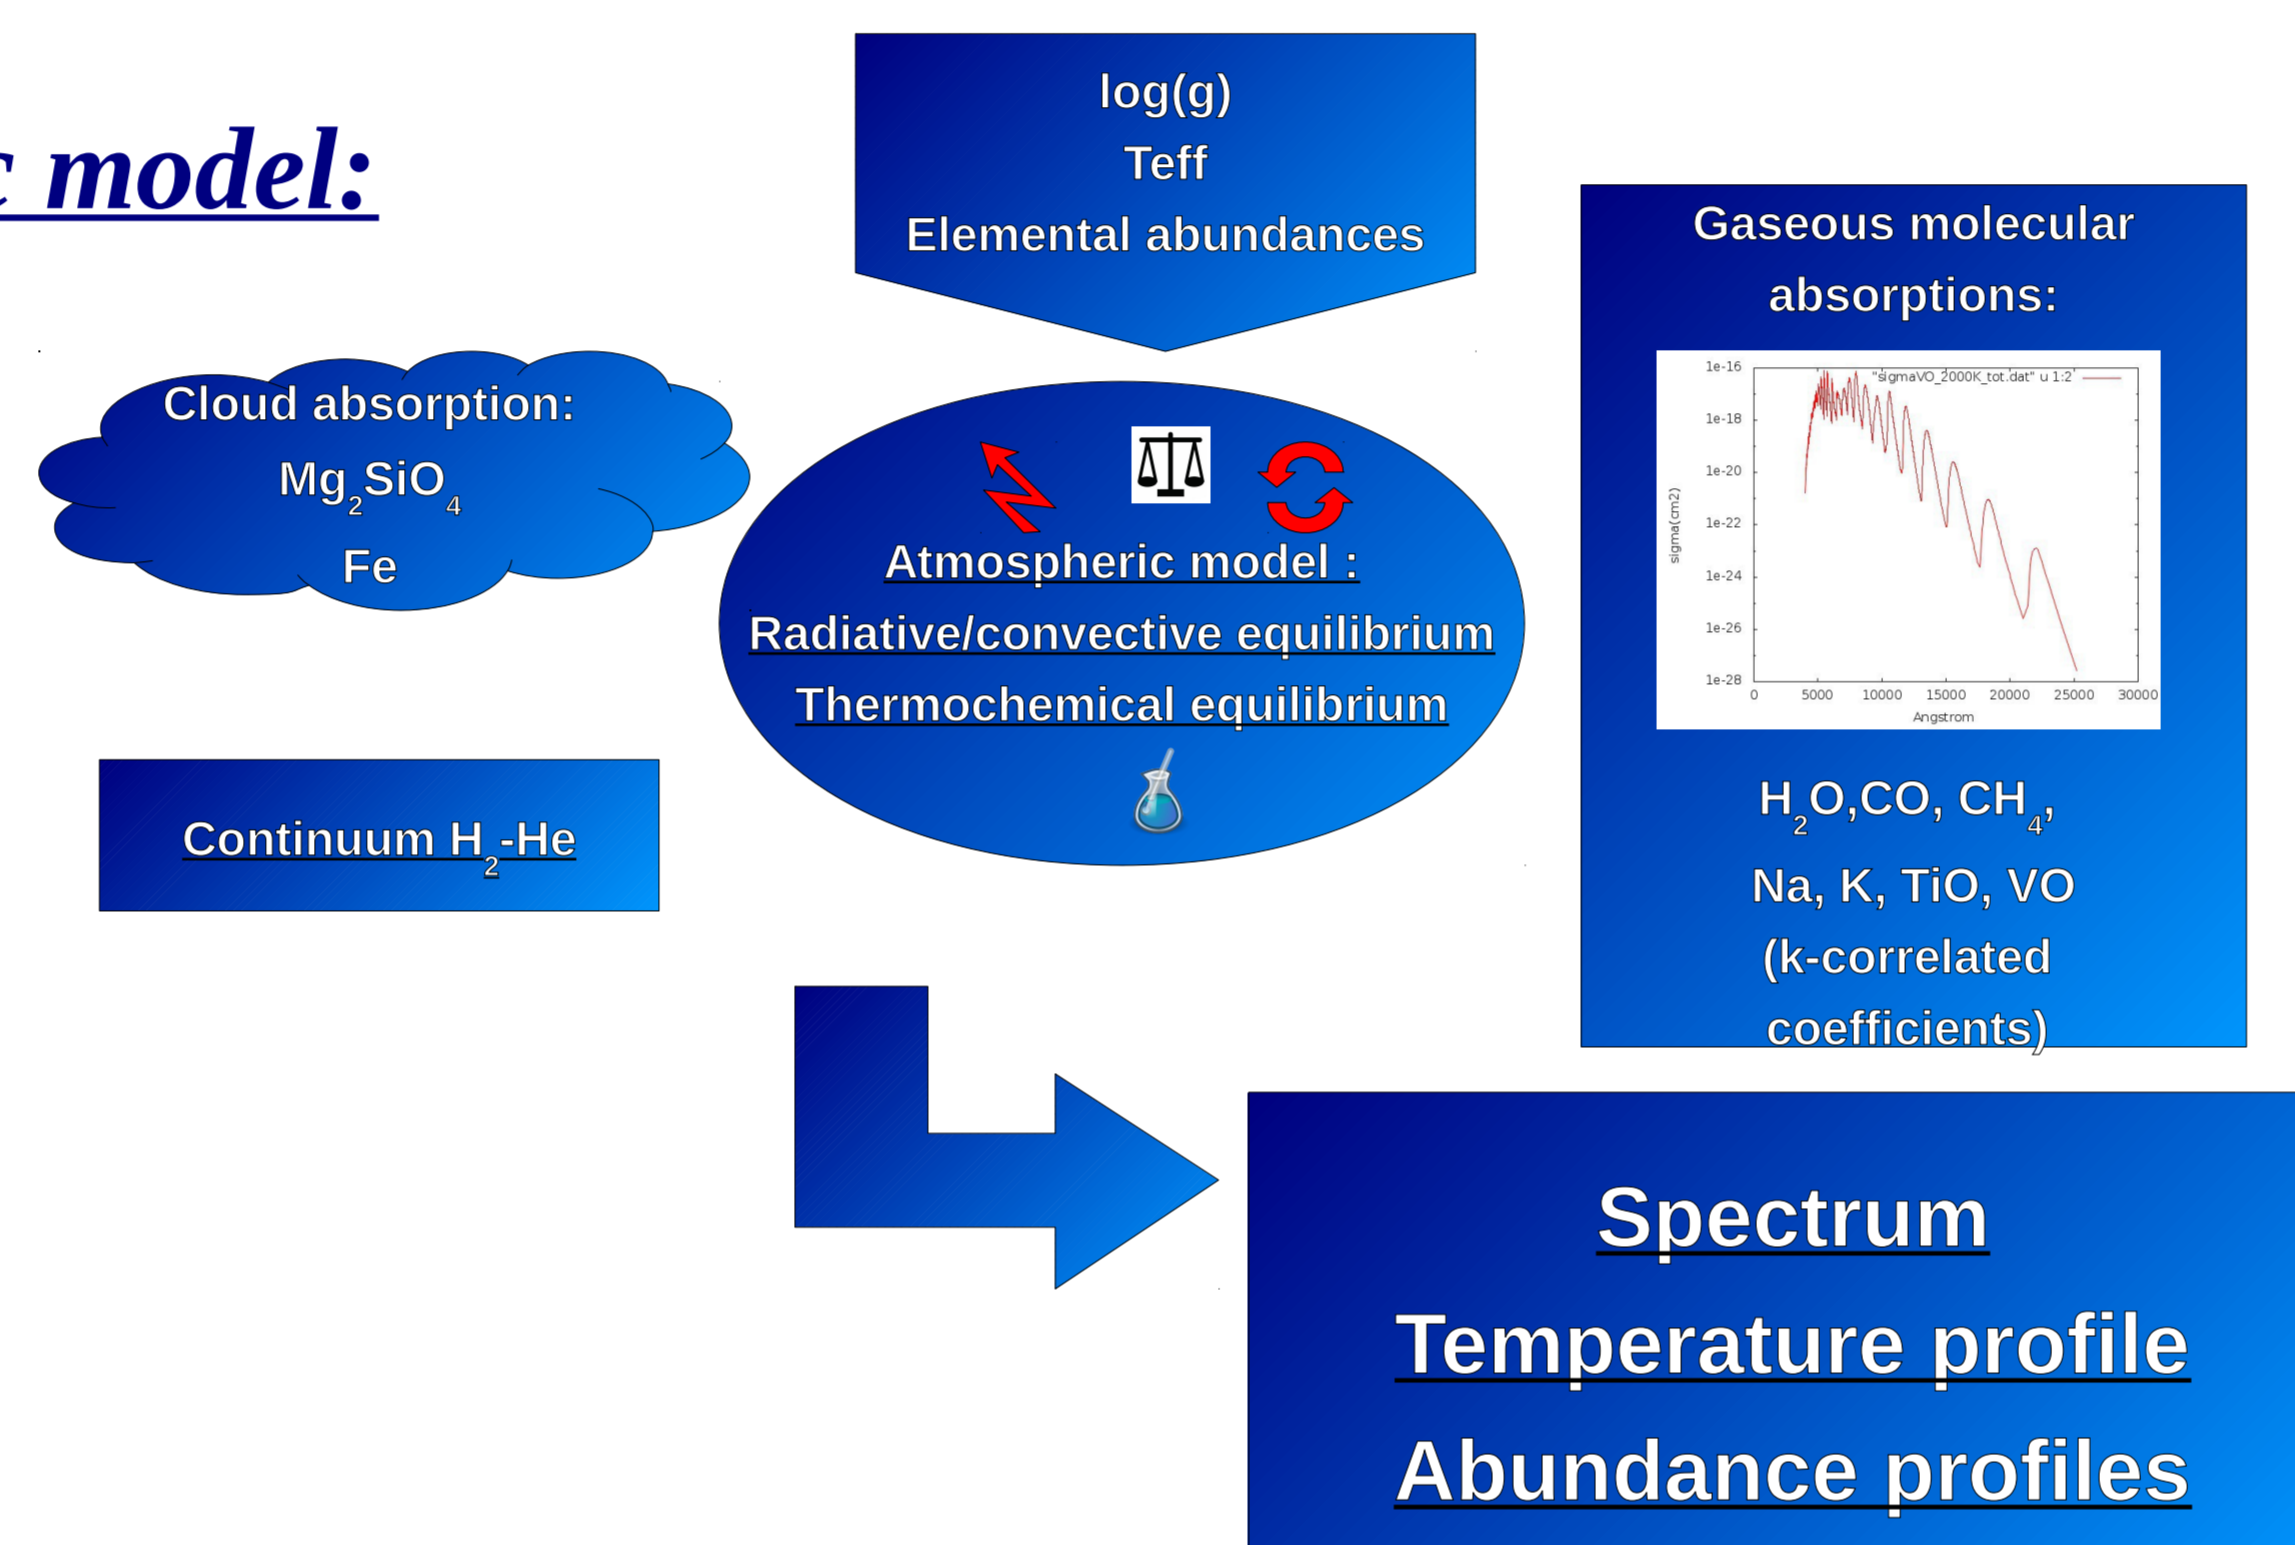 c model:
log(g)
Teff
Elemental abundances
Cloud absorption:
Mg2SiO4
Fe
Atmospheric model :
Radiative/convective equilibrium
Thermochemical equilibrium
Continuum H2-He
Gaseous molecular
absorptions:
"sigmaVO_2000K_tot.dat" u 1:2
1e-16
1e-18
1e-20
1e-22
1e-24
1e-26
1e-28
sigma(cm2)
0 5000 10000 15000 20000 25000 30000
Angstrom
H2O,CO, CH4,
Na, K, TiO, VO
(k-correlated
coefficients)
Spectrum
Temperature profile
Abundance profiles